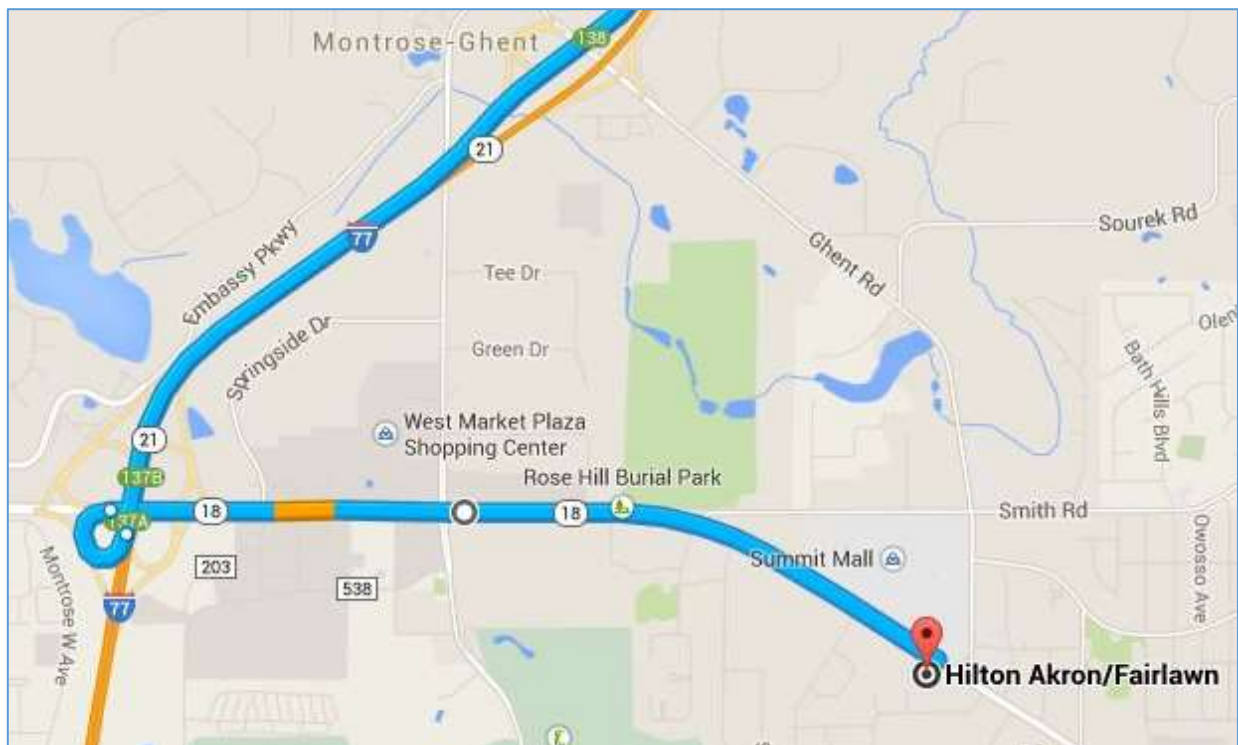 Montrose-Ghent
138
21
77
Embassy Pkwy
Ghent Rd
Sourek Rd
Tee Dr
Springside Dr
Green Dr
Bath Hills Blvd
West Market Plaza
Shopping Center
21
137B
Rose Hill Burial Park
18
18
137A
Smith Rd
Owosso Ave
Summit Mall
203
538
Montrose W Ave
77
Hilton Akron/Fairlawn